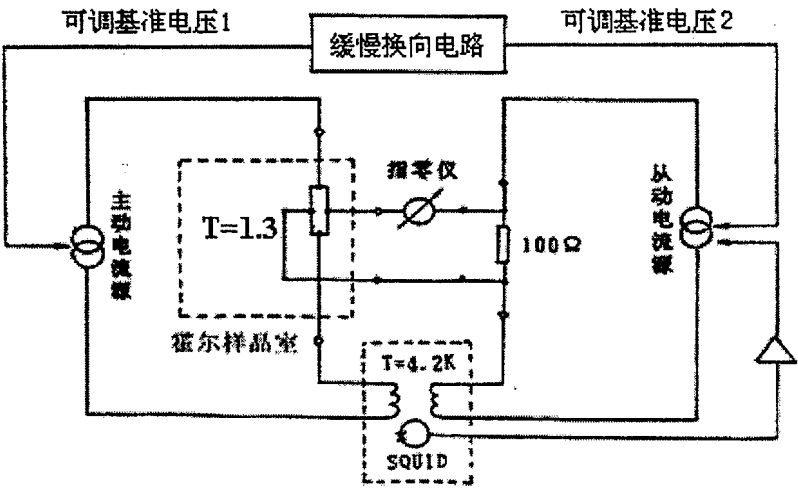 可调基准电压1
可调基准电压2
缓慢换向电路
指零仪
主动电流源
从动电流源
T=1.3
100Ω
霍尔样品室
T=4.2K
SQUID